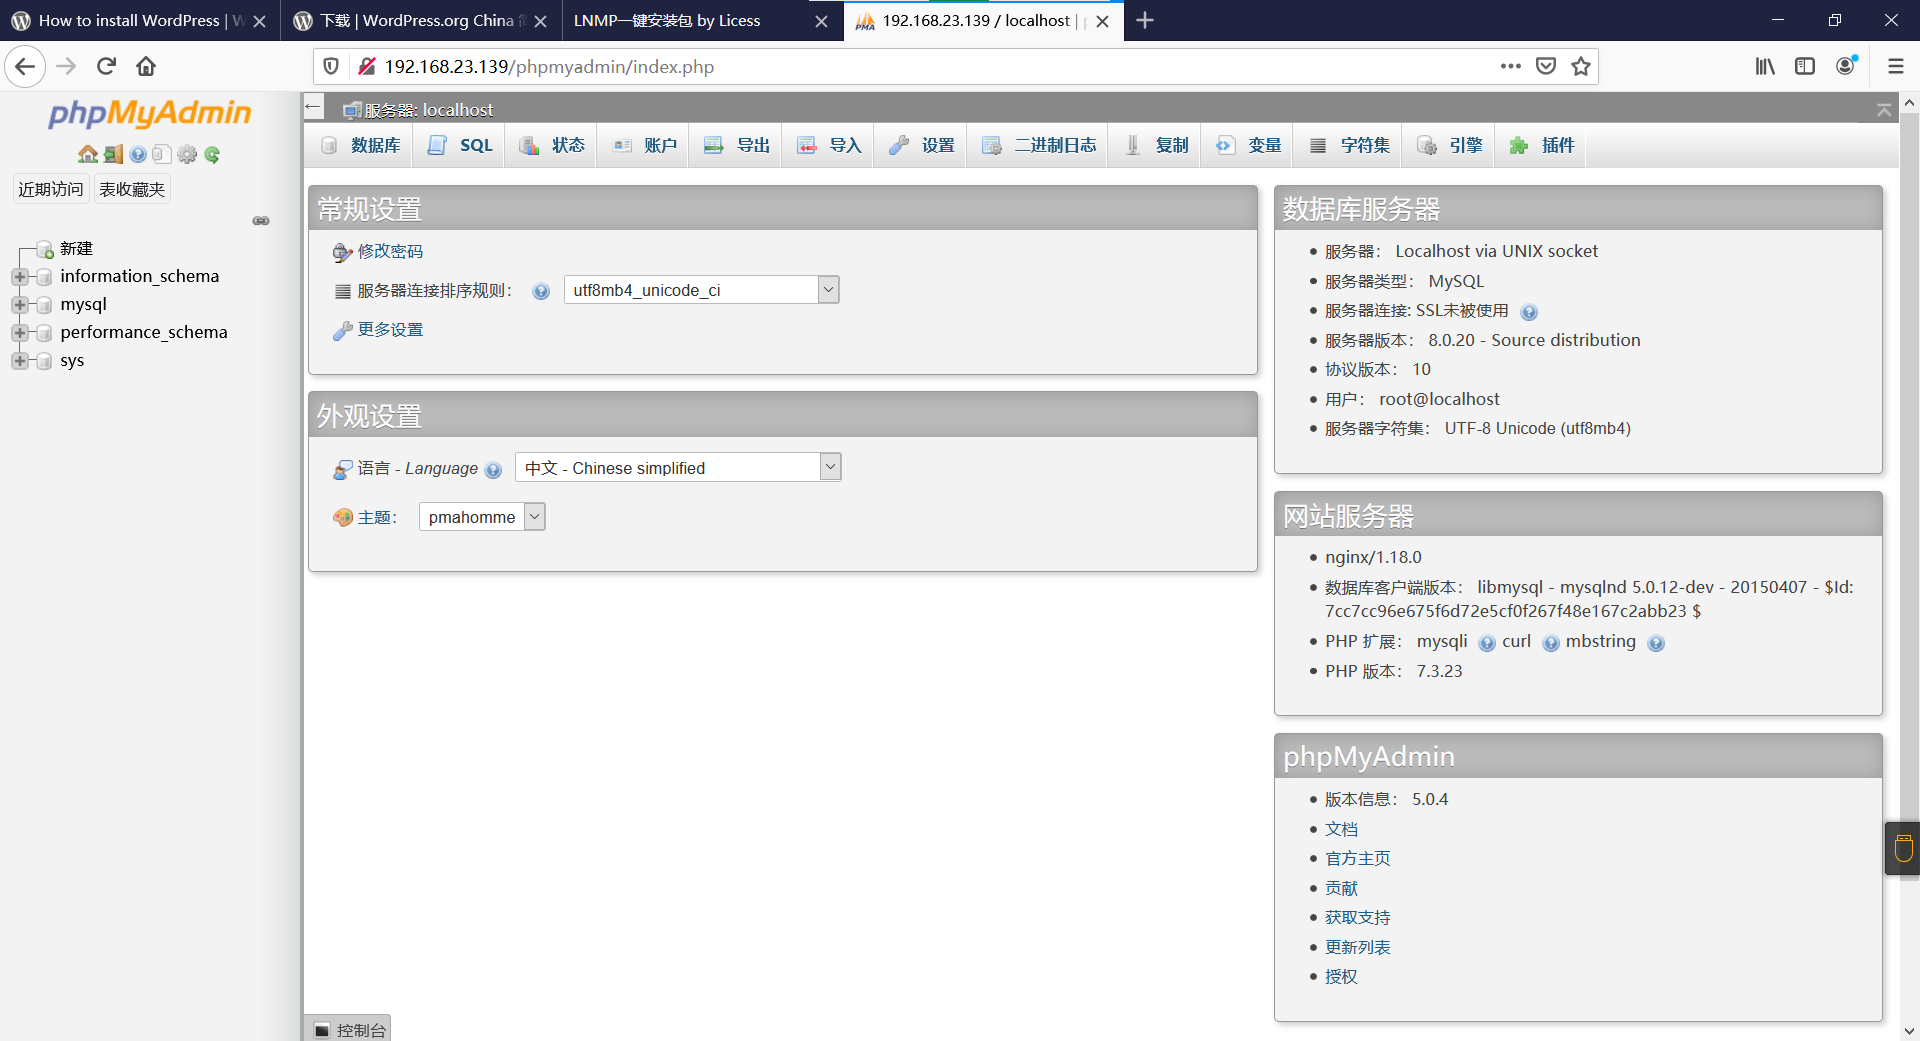 How to install WordPress | W
下载 | WordPress.org China 简
LNMP一键安装包 by Licess
192.168.23.139 / localhost | p
192.168.23.139/phpmyadmin/index.php
phpMyAdmin
近期访问
表收藏夹
新建
information_schema
mysql
performance_schema
sys
服务器: localhost
数据库
SQL
状态
账户
导出
导入
设置
二进制日志
复制
变量
字符集
引擎
插件
常规设置
修改密码
服务器连接排序规则：
utf8mb4_unicode_ci
更多设置
外观设置
语言 - Language
中文 - Chinese simplified
主题：
pmahomme
数据库服务器
服务器： Localhost via UNIX socket
服务器类型： MySQL
服务器连接: SSL未被使用
服务器版本： 8.0.20 - Source distribution
协议版本： 10
用户： root@localhost
服务器字符集： UTF-8 Unicode (utf8mb4)
网站服务器
nginx/1.18.0
数据库客户端版本： libmysql - mysqlnd 5.0.12-dev - 20150407 - $Id:
7cc7cc96e675f6d72e5cf0f267f48e167c2abb23 $
PHP 扩展： mysqli curl mbstring
PHP 版本： 7.3.23
phpMyAdmin
版本信息： 5.0.4
文档
官方主页
贡献
获取支持
更新列表
授权
控制台